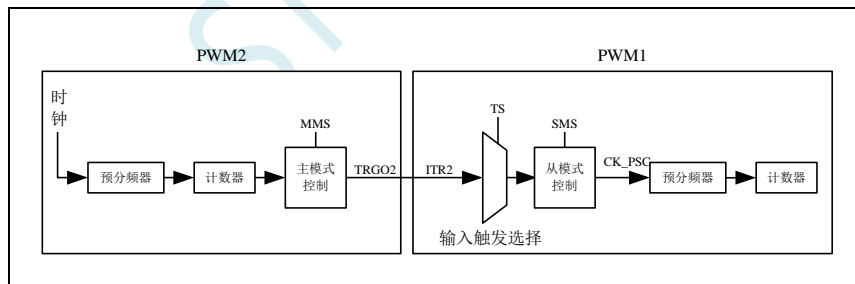 PWM2
PWM1
时
钟
MMS
TS
SMS
预分频器
计数器
主模式
控制
TRGO2
ITR2
从模式
控制
CK_PSC
预分频器
计数器
输入触发选择